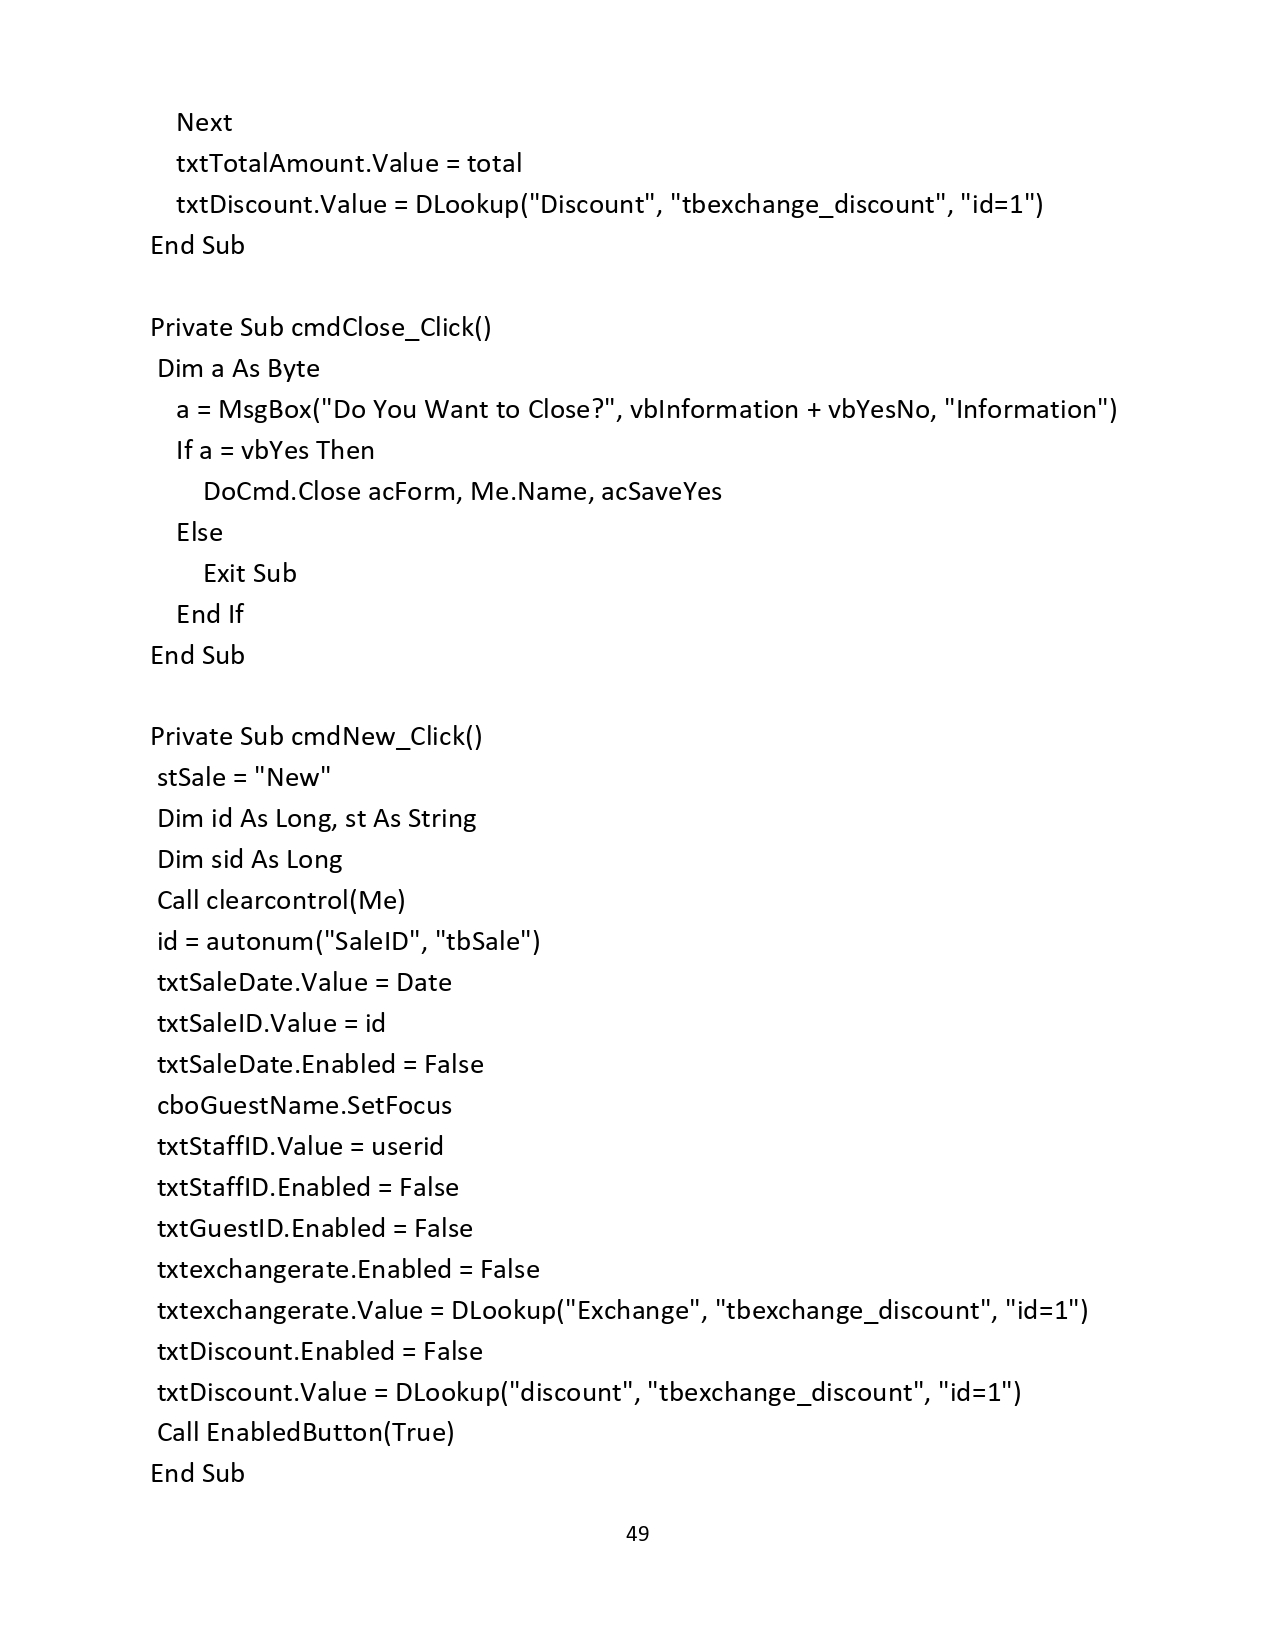 Next
txtTotalAmount.Value = total
txtDiscount.Value = DLookup("Discount", "tbexchange_discount", "id=1")
End Sub
Private Sub cmdClose_Click()
Dim a As Byte
a = MsgBox("Do You Want to Close?", vbInformation + vbYesNo, "Information")
If a = vbYes Then
DoCmd.Close acForm, Me.Name, acSaveYes
Else
Exit Sub
End If
End Sub
Private Sub cmdNew_Click()
stSale = "New"
Dim id As Long, st As String
Dim sid As Long
Call clearcontrol(Me)
id = autonum("SaleID", "tbSale")
txtSaleDate.Value = Date
txtSaleID.Value = id
txtSaleDate.Enabled = False
cboGuestName.SetFocus
txtStaffID.Value = userid
txtStaffID.Enabled = False
txtGuestID.Enabled = False
txtexchangerate.Enabled = False
txtexchangerate.Value = DLookup("Exchange", "tbexchange_discount", "id=1")
txtDiscount.Enabled = False
txtDiscount.Value = DLookup("discount", "tbexchange_discount", "id=1")
Call EnabledButton(True)
End Sub
49